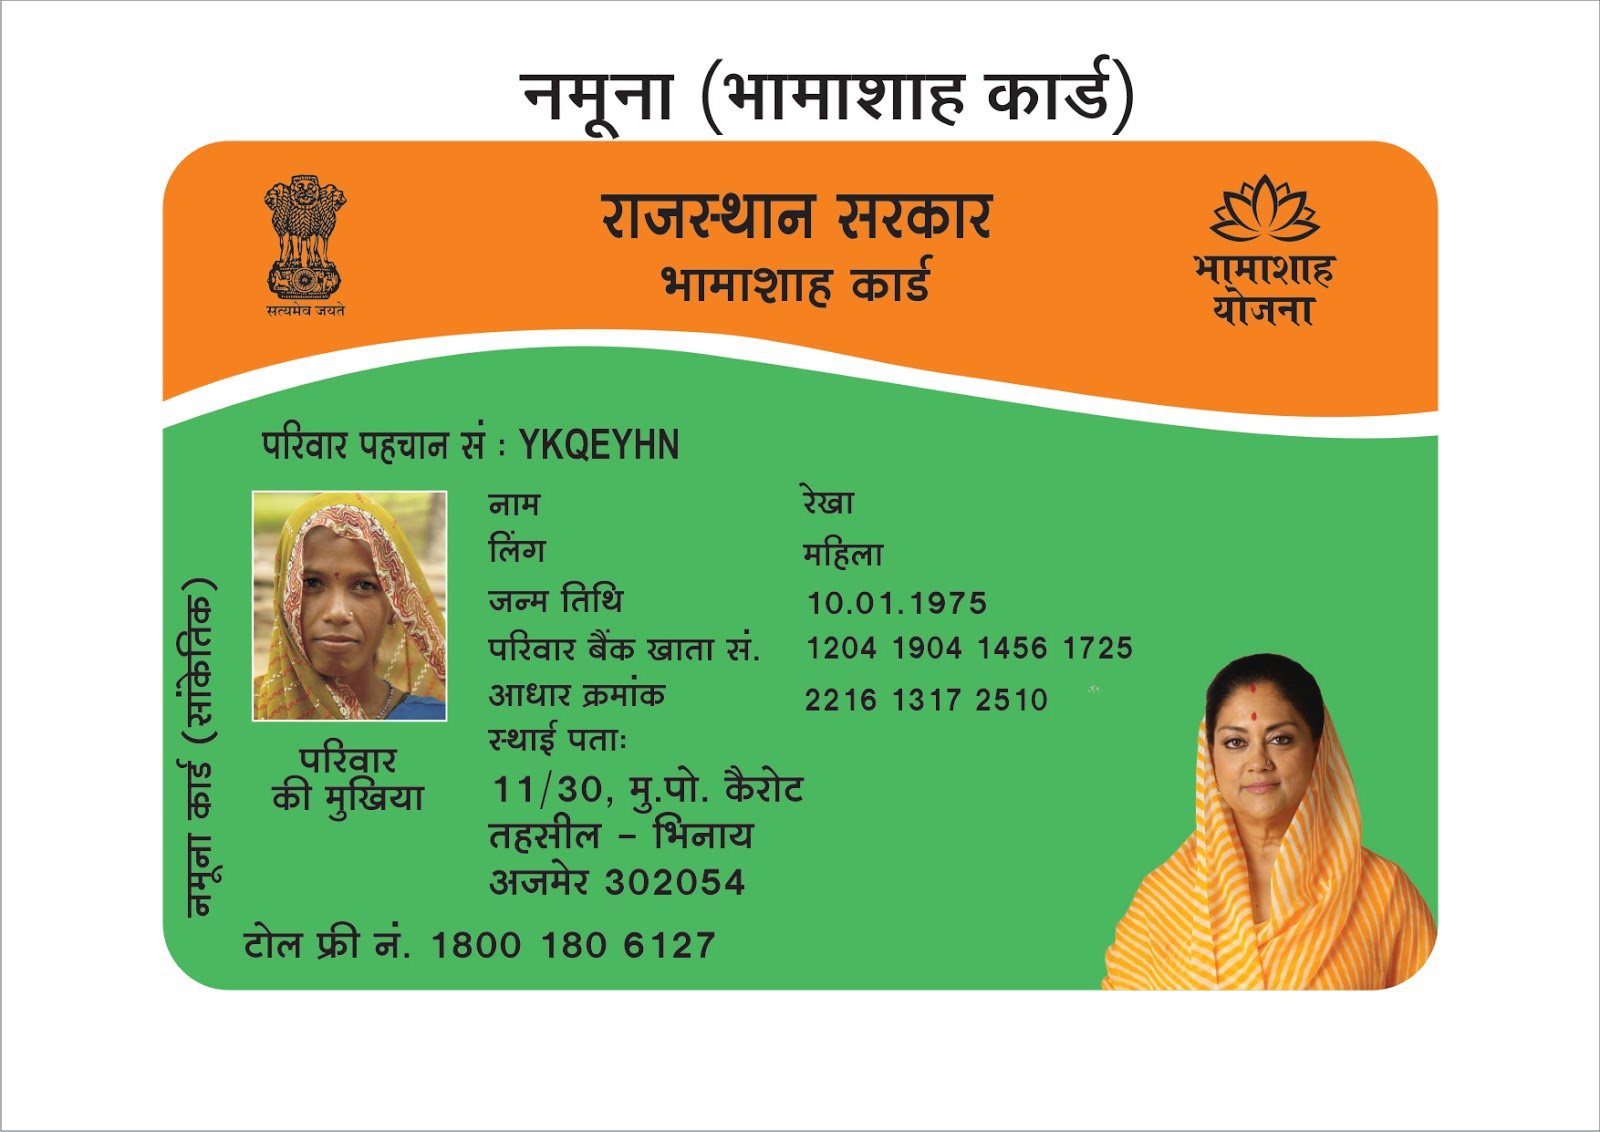 नमूना (भामाशाह कार्ड)
सत्यमेव जयते
राजस्थान सरकार
भामाशाह कार्ड
भामाशाह
योजना
परिवार पहचान सं : YKQEYHN
नाम रेखा
लिंग महिला
जन्म तिथि 10.01.1975
परिवार बैंक खाता सं. 1204 1904 1456 1725
आधार क्रमांक 2216 1317 2510
स्थाई पताः
11/30, मु.पो. कैरोट
तहसील - भिनाय
अजमेर 302054
परिवार
की मुखिया
नमूना कार्ड (सांकेतिक)
टोल फ्री नं. 1800 180 6127